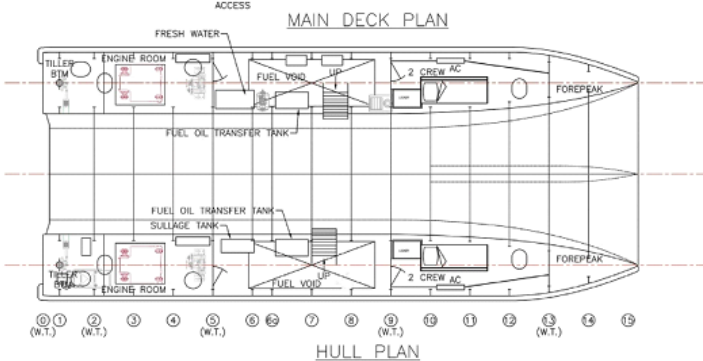 ACCESS
MAIN DECK PLAN
FRESH WATER
TILLER
BTM
ENGINE ROOM
FUEL VOID
UP
2 CREW
AC
FOREPEAK
FUEL OIL TRANSFER TANK
FUEL OIL TRANSFER TANK
SULLAGE TANK
TILLER
ENGINE ROOM
FUEL VOID
UP
2 CREW
AC
FOREPEAK
0 1 2 3 4 5 6 6a 7 8 9 10 11 12 13 14 15
(W.T.) (W.T.) (W.T.) (W.T.) (W.T.)
HULL PLAN